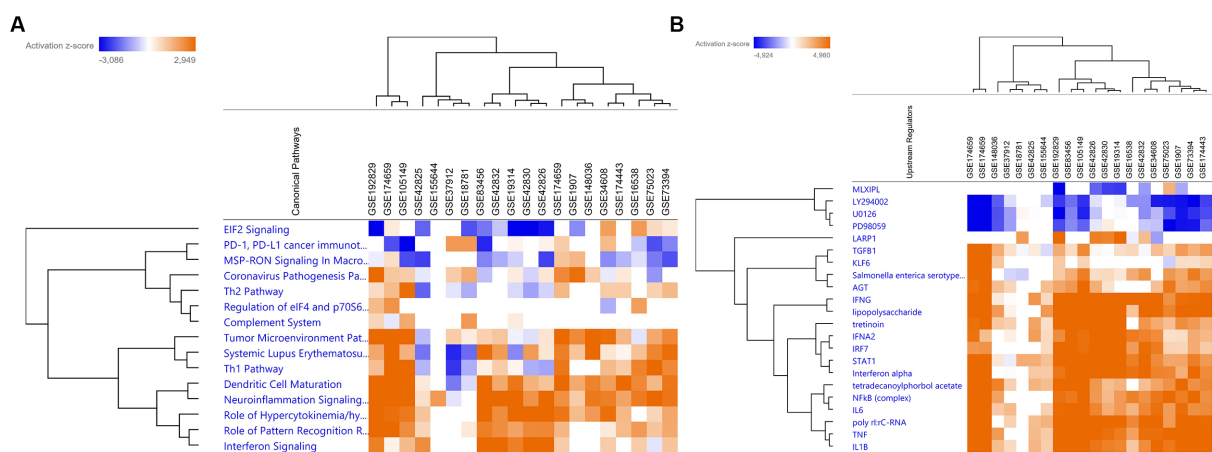 A
Activation z-score
-3,086 2,949
Canonical Pathways
GSE192829
GSE174659
GSE105149
GSE42825
GSE155644
GSE37912
GSE18781
GSE83456
GSE42832
GSE19314
GSE42830
GSE42826
GSE174659
GSE1907
GSE148036
GSE34608
GSE174443
GSE16538
GSE75023
GSE73394
EIF2 Signaling
PD-1, PD-L1 cancer immunot...
MSP-RON Signaling In Macro...
Coronavirus Pathogenesis Pa...
Th2 Pathway
Regulation of eIF4 and p70S6...
Complement System
Tumor Microenvironment Pat...
Systemic Lupus Erythematosu...
Th1 Pathway
Dendritic Cell Maturation
Neuroinflammation Signaling...
Role of Hypercytokinemia/hy...
Role of Pattern Recognition R...
Interferon Signaling
B
Activation z-score
-4,924 4,980
Upstream Regulators
GSE174659
GSE174659
GSE148036
GSE37912
GSE18781
GSE42825
GSE155644
GSE192829
GSE83456
GSE105149
GSE42826
GSE42830
GSE19314
GSE16538
GSE42832
GSE34608
GSE75023
GSE1907
GSE73394
GSE174443
MLXIPL
LY294002
U0126
PD98059
LARP1
TGFB1
KLF6
Salmonella enterica serotype...
AGT
IFNG
lipopolysaccharide
tretinoin
IFNA2
IRF7
STAT1
Interferon alpha
tetradecanoylphorbol acetate
NFkB (complex)
IL6
poly rI:rC-RNA
TNF
IL1B